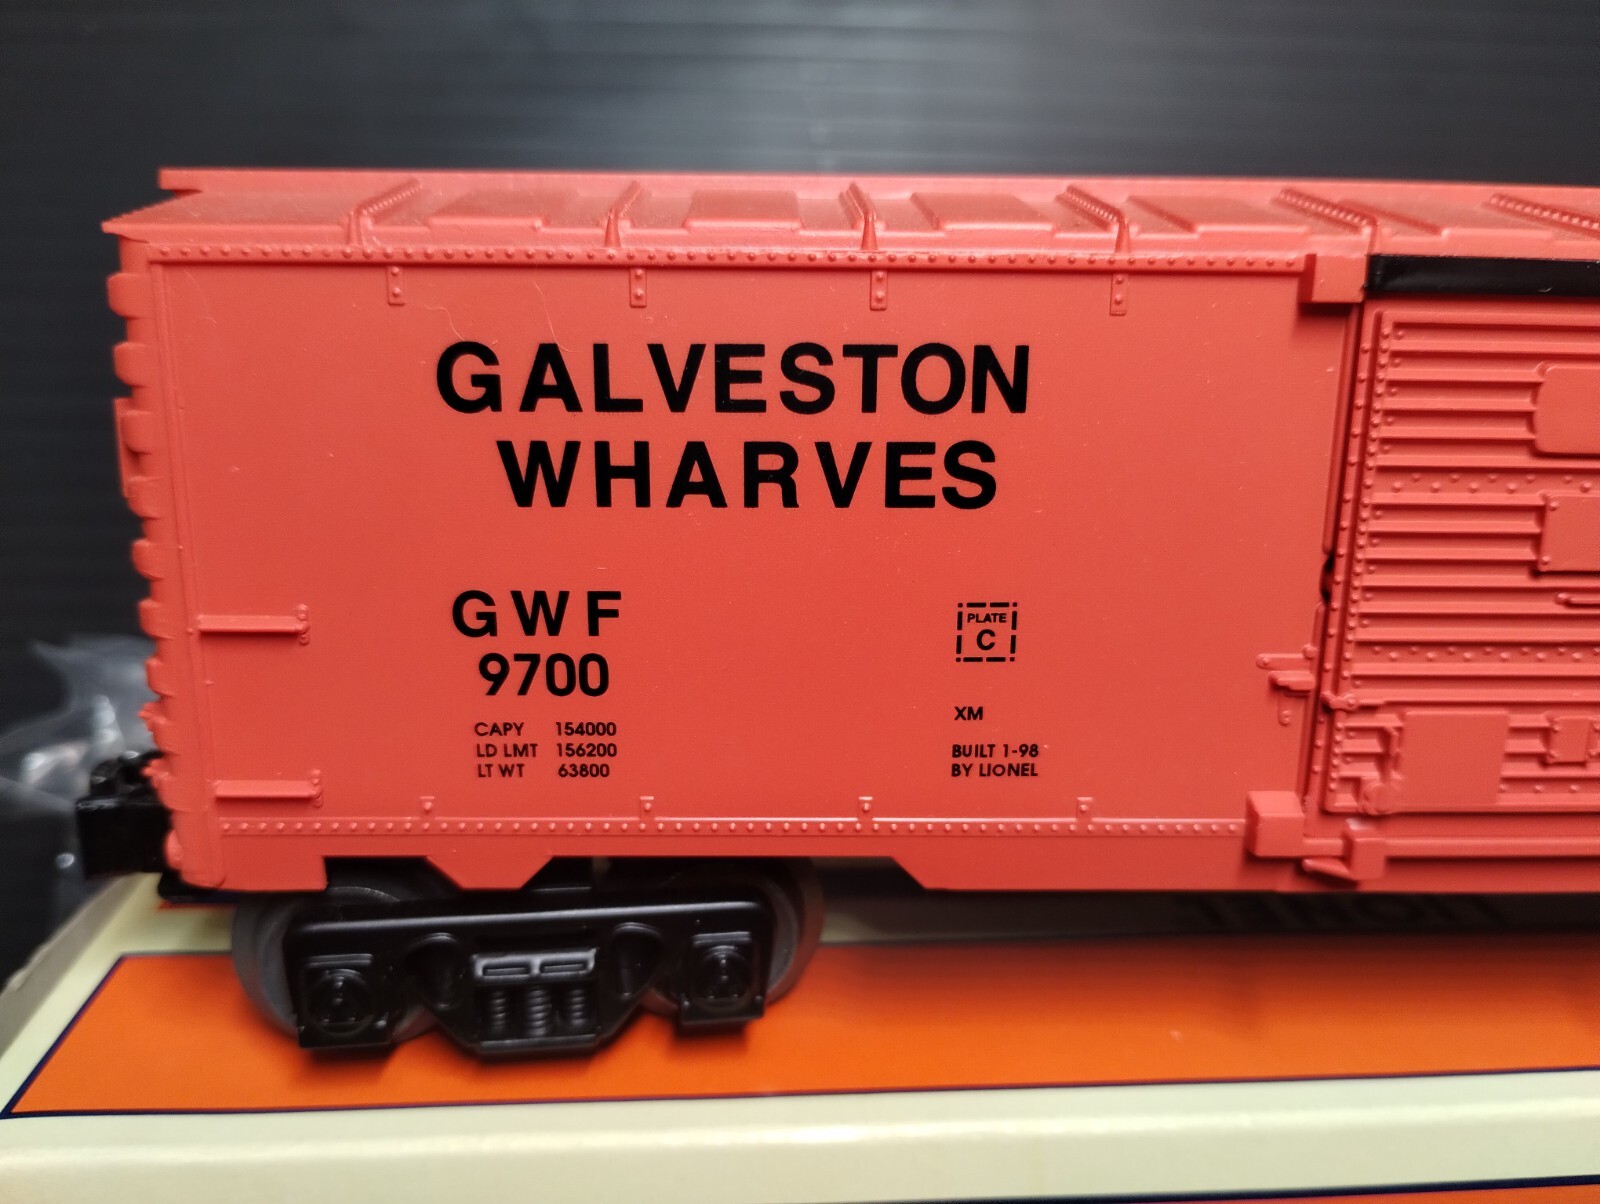 GALVESTON
WHARVES
GWF
9700
CAPY 154000
LD LMT 156200
LT WT 63800
PLATE
C
XM
BUILT 1-98
BY LIONEL
LIONEL